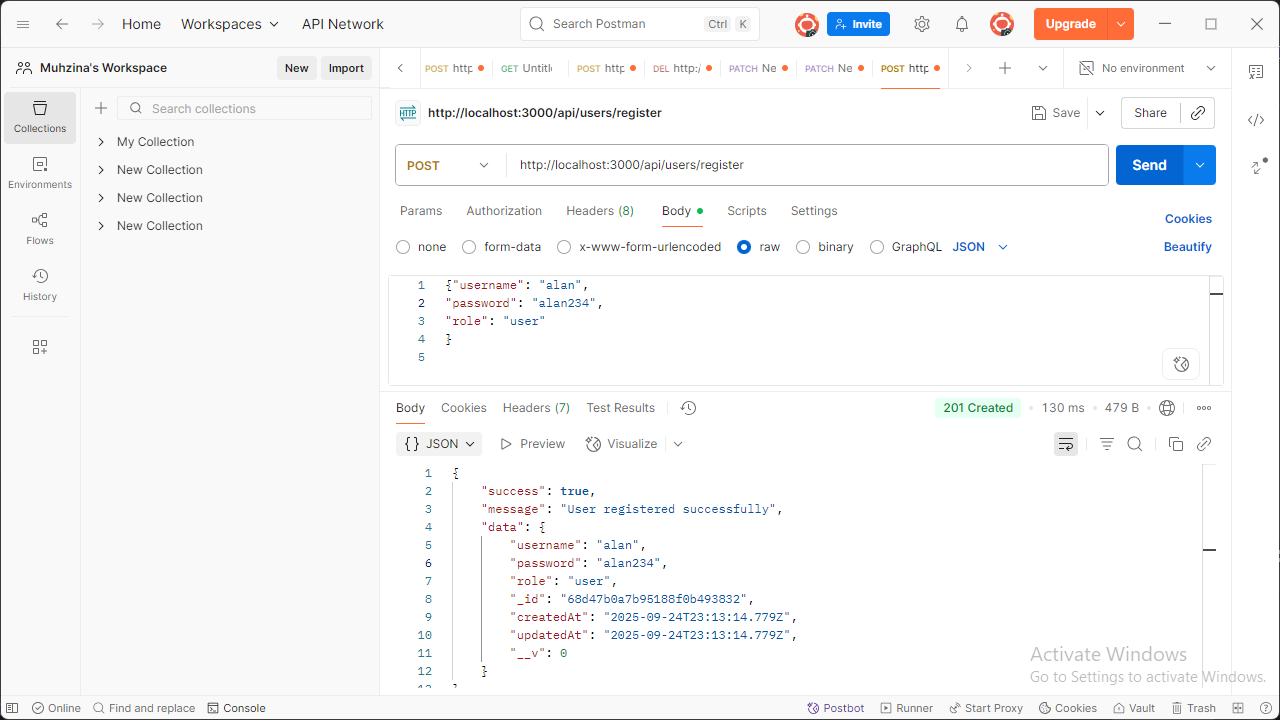 Home Workspaces API Network Search Postman Ctrl K Invite Upgrade
Muhzina's Workspace New Import
POST http GET Untitle POST http DEL http:/ PATCH Ne PATCH Ne POST http No environment
Collections
Environments
Flows
History
Search collections
My Collection
New Collection
New Collection
New Collection
HTTP http://localhost:3000/api/users/register Save Share
POST http://localhost:3000/api/users/register Send
Params Authorization Headers (8) Body Scripts Settings Cookies
none form-data x-www-form-urlencoded raw binary GraphQL JSON Beautify
1 {"username": "alan",
2 "password": "alan234",
3 "role": "user"
4 }
5
Body Cookies Headers (7) Test Results 201 Created 130 ms 479 B
{} JSON Preview Visualize
1 {
2 "success": true,
3 "message": "User registered successfully",
4 "data": {
5 "username": "alan",
6 "password": "alan234",
7 "role": "user",
8 "_id": "68d47b0a7b95188f0b493832",
9 "createdAt": "2025-09-24T23:13:14.779Z",
10 "updatedAt": "2025-09-24T23:13:14.779Z",
11 "__v": 0
12 }
Activate Windows
Go to Settings to activate Windows.
Online Find and replace Console Postbot Runner Start Proxy Cookies Vault Trash